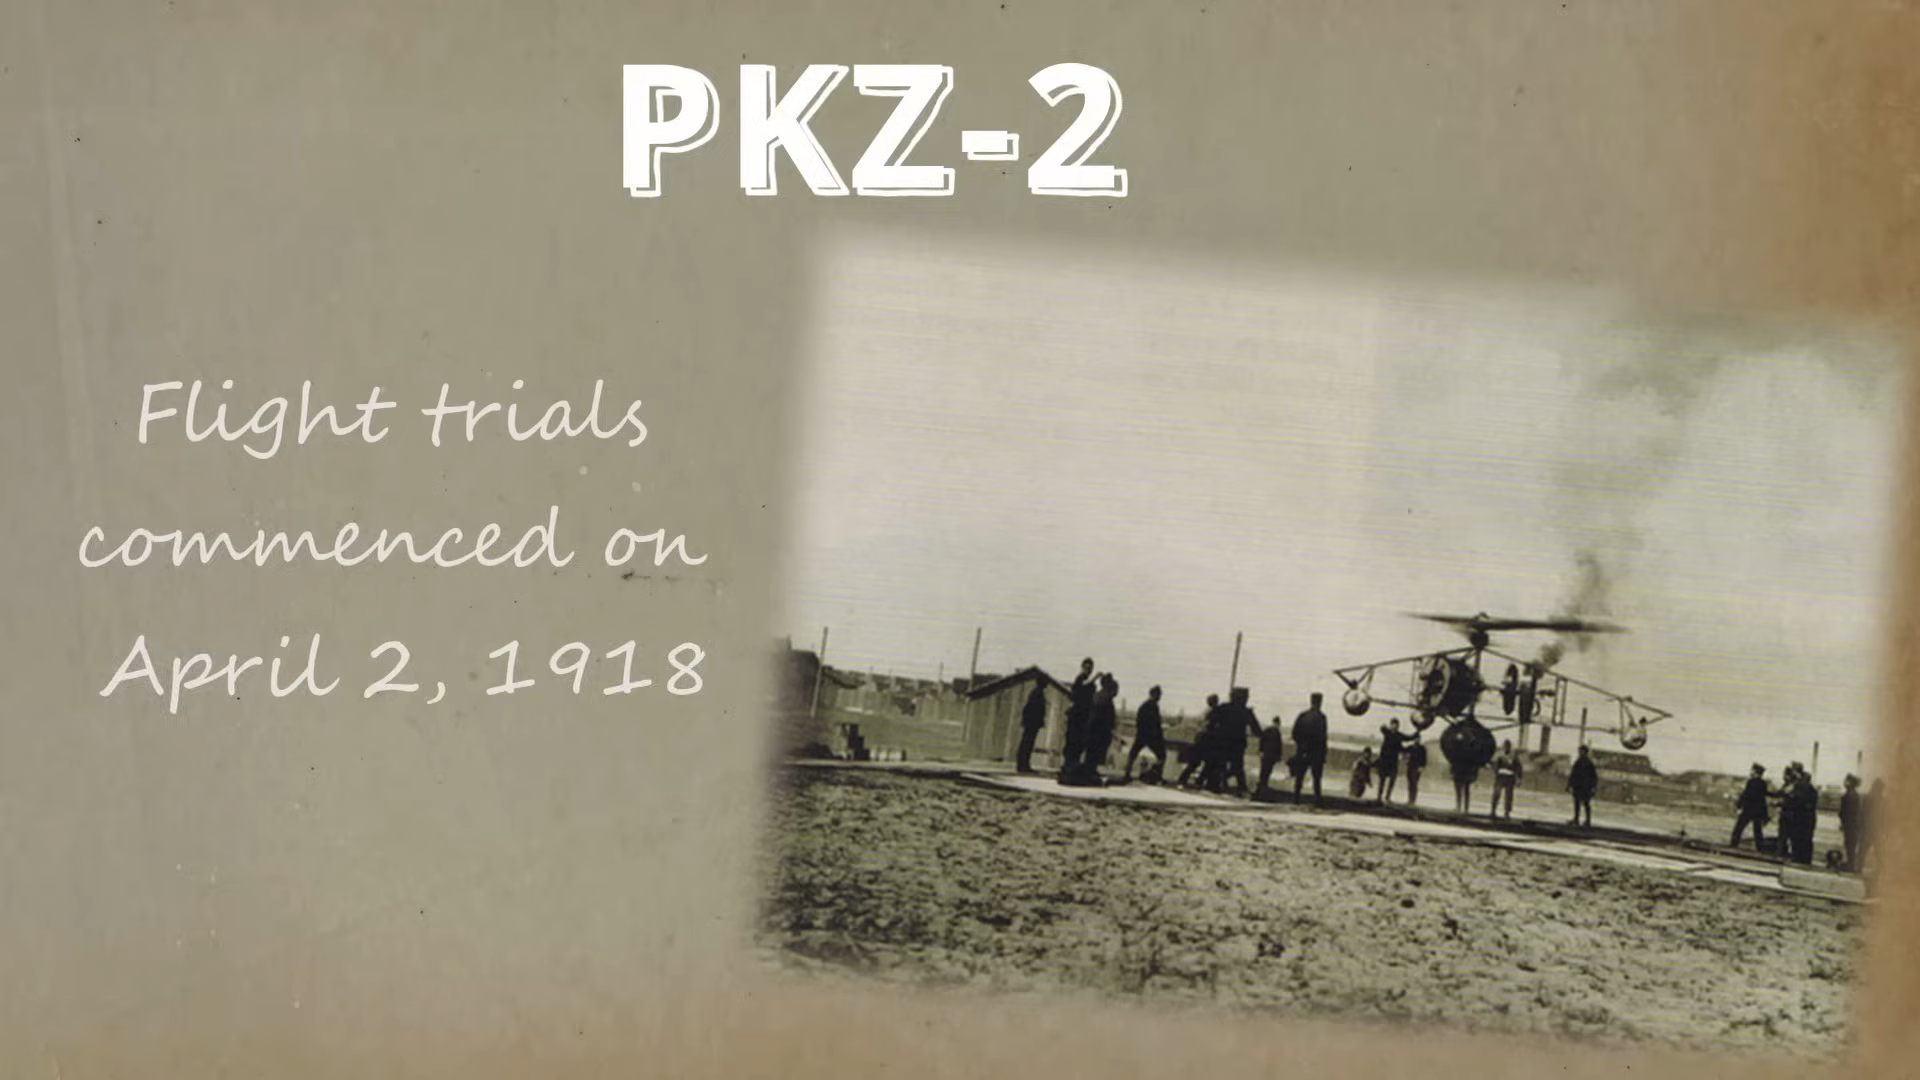 PKZ-2
Flight trials
commenced on
April 2, 1918